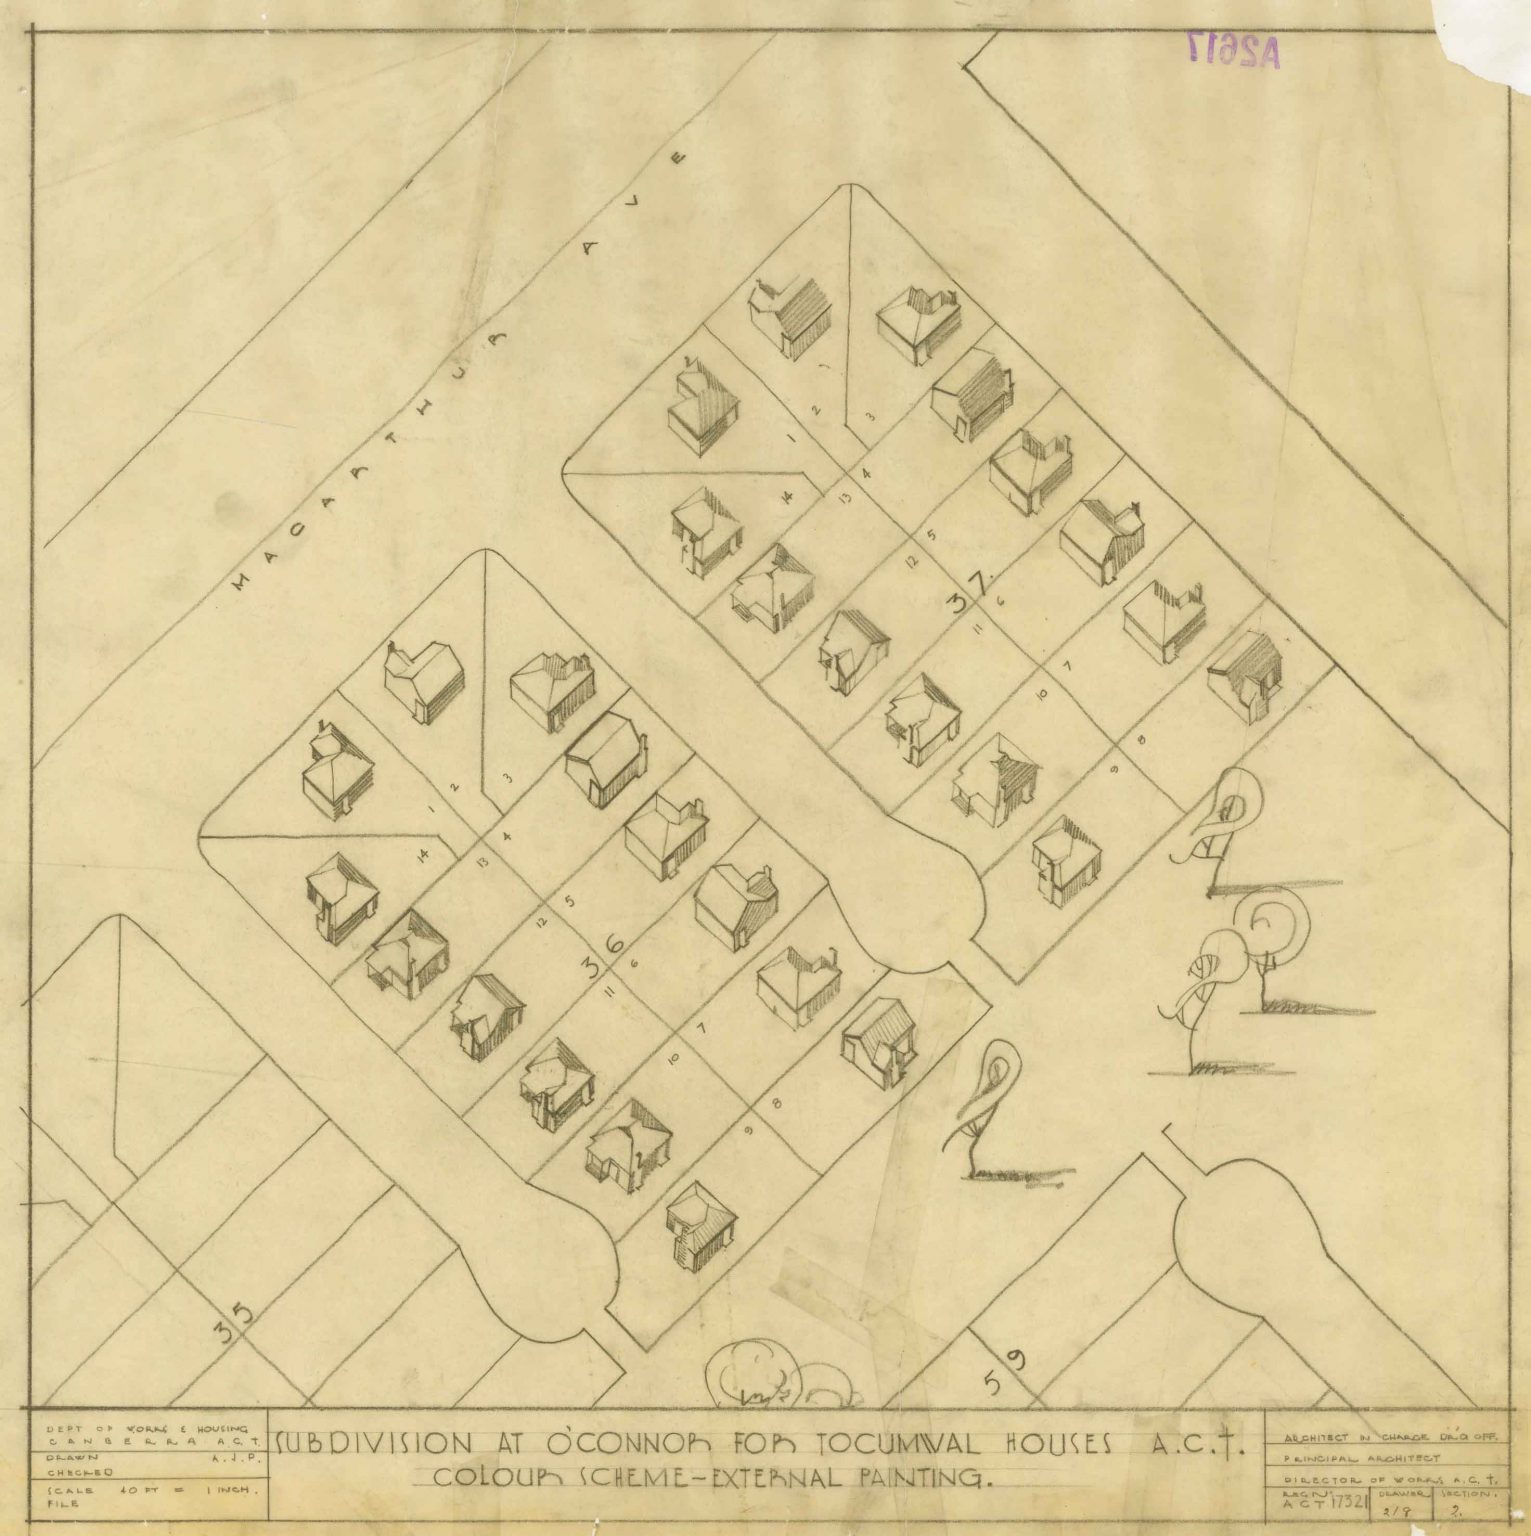 A2617
MACARTHUR AVE
1
2
3
4
5
6
7
8
9
10
11
12
13
14
37
1
2
3
4
5
6
7
8
9
10
11
12
13
14
36
35
59
DEPT OF WORKS & HOUSING
CANBERRA A.C.T.
DRAWN A.J.P.
CHECKED
SCALE 40 FT = 1 INCH.
FILE
SUBDIVISION AT O'CONNOR FOR TOCUMWAL HOUSES A.C.T.
COLOUR SCHEME-EXTERNAL PAINTING.
ARCHITECT IN CHARGE DRG OFF.
PRINCIPAL ARCHITECT
DIRECTOR OF WORKS A.C.T.
REGN. DRAWER SECTION.
ACT 17321 2/8 2.